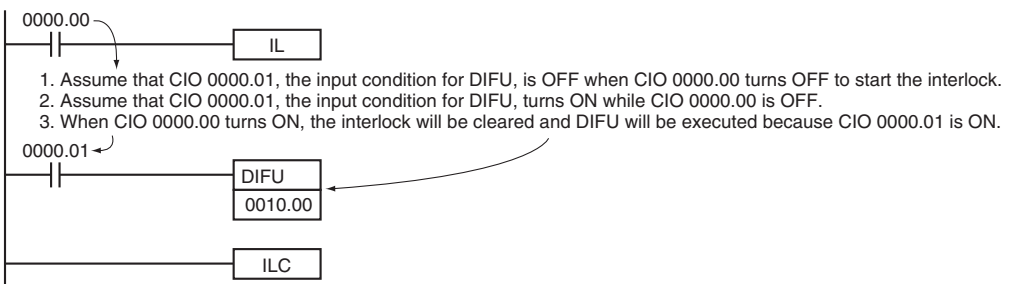 0000.00
IL
1. Assume that CIO 0000.01, the input condition for DIFU, is OFF when CIO 0000.00 turns OFF to start the interlock.
2. Assume that CIO 0000.01, the input condition for DIFU, turns ON while CIO 0000.00 is OFF.
3. When CIO 0000.00 turns ON, the interlock will be cleared and DIFU will be executed because CIO 0000.01 is ON.
0000.01
DIFU
0010.00
ILC